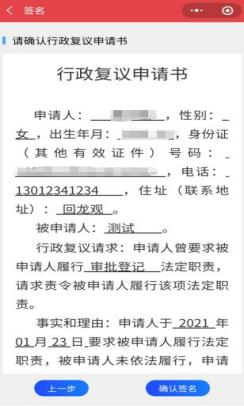 签名
请确认行政复议申请书
行政复议申请书
申请人：，性别：
女，出生年月：，身份证
（其他有效证件）号码：
，电话：
13012341234，住址（联系地
址）：回龙观。
被申请人：测试。
行政复议请求：申请人曾要求被
申请人履行审批登记法定职责，
请求责令被申请人履行该项法定职
责。
事实和理由：申请人于2021年
01月23日要求被申请人履行法定
职责，被申请人未依法履行，申请
上一步
确认签名